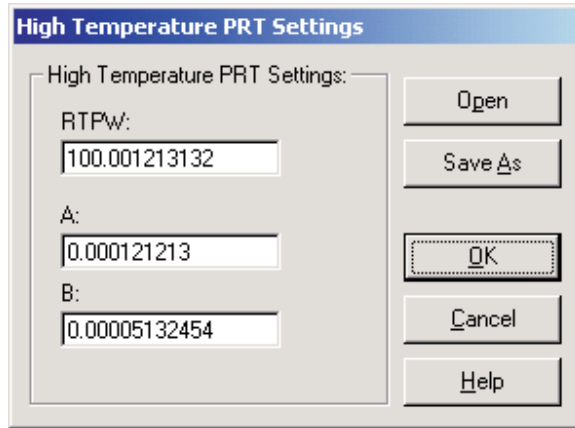 High Temperature PRT Settings
High Temperature PRT Settings:
RTPW:
100.001213132
A:
0.000121213
B:
0.00005132454
Open
Save As
OK
Cancel
Help